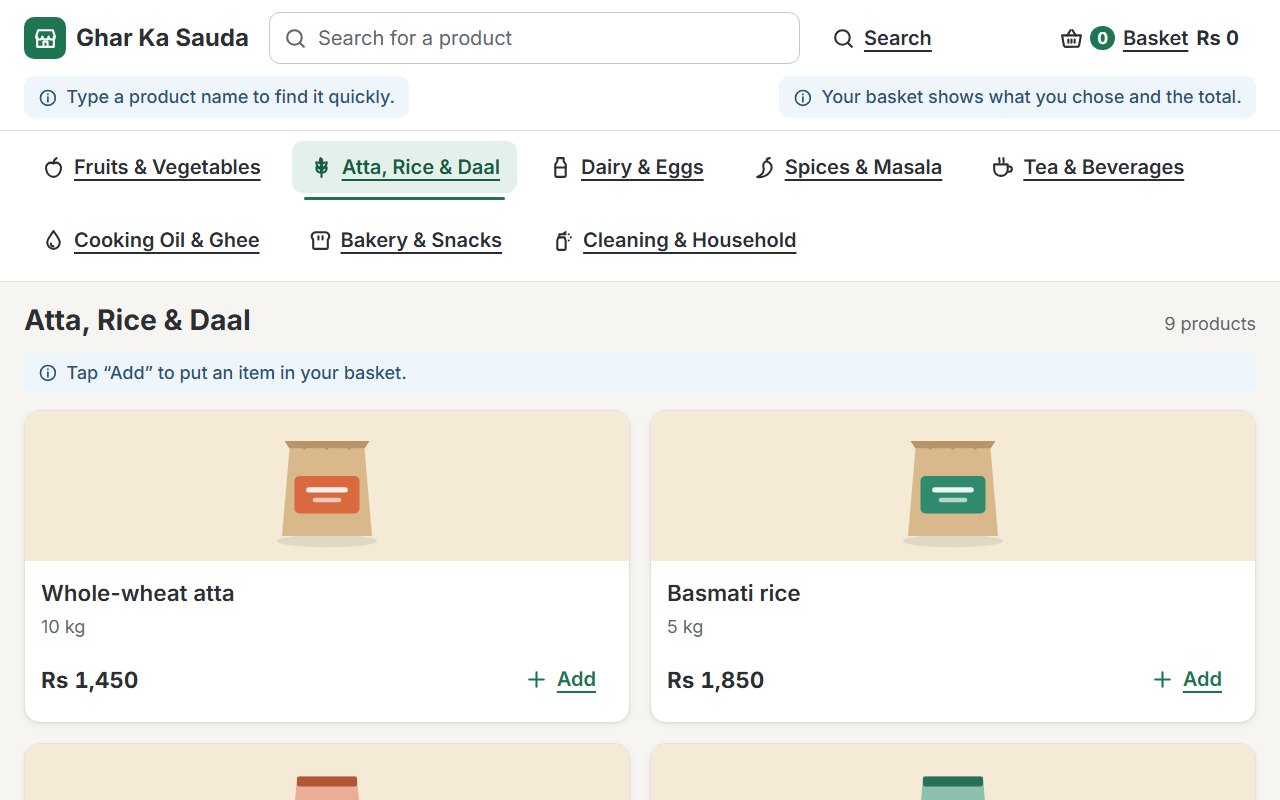 Ghar Ka Sauda
Search for a product
Search
0 Basket Rs 0
Type a product name to find it quickly.
Your basket shows what you chose and the total.
Fruits & Vegetables
Atta, Rice & Daal
Dairy & Eggs
Spices & Masala
Tea & Beverages
Cooking Oil & Ghee
Bakery & Snacks
Cleaning & Household
Atta, Rice & Daal
9 products
Tap “Add” to put an item in your basket.
Whole-wheat atta
10 kg
Rs 1,450
Add
Basmati rice
5 kg
Rs 1,850
Add